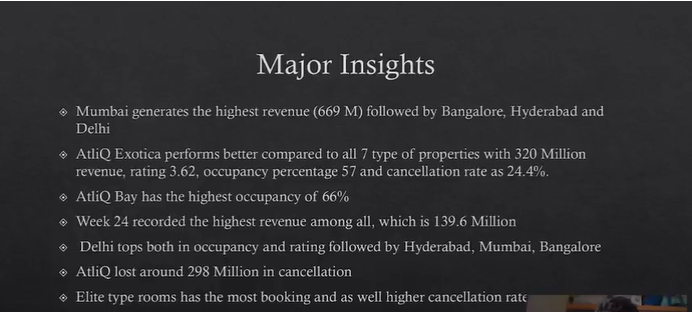 Major Insights
Mumbai generates the highest revenue (669 M) followed by Bangalore, Hyderabad and
Delhi
AtliQ Exotica performs better compared to all 7 type of properties with 320 Million
revenue, rating 3.62, occupancy percentage 57 and cancellation rate as 24.4%.
AtliQ Bay has the highest occupancy of 66%
Week 24 recorded the highest revenue among all, which is 139.6 Million
Delhi tops both in occupancy and rating followed by Hyderabad, Mumbai, Bangalore
AtliQ lost around 298 Million in cancellation
Elite type rooms has the most booking and as well higher cancellation rate